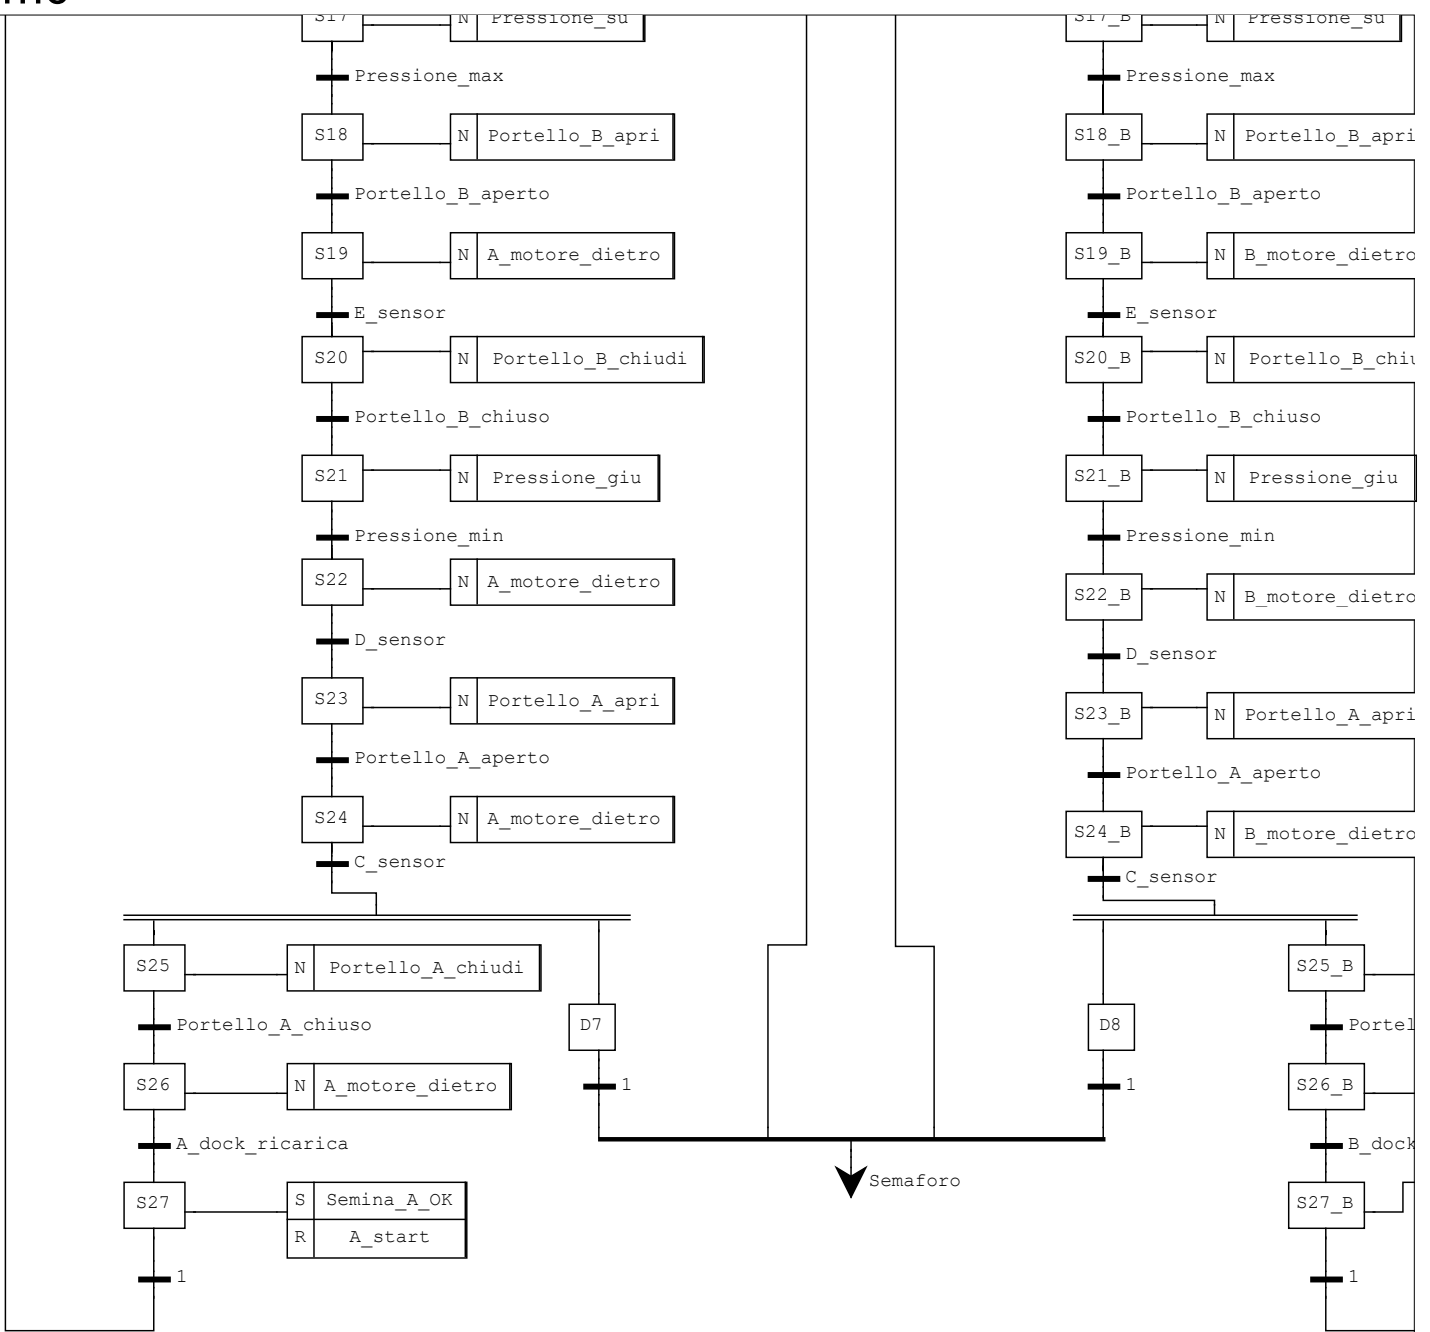 S17 N Pressione_su S17_B N Pressione_su
Pressione_max Pressione_max
S18 N Portello_B_apri S18_B N Portello_B_apri
Portello_B_aperto Portello_B_aperto
S19 N A_motore_dietro S19_B N B_motore_dietro
E_sensor E_sensor
S20 N Portello_B_chiudi S20_B N Portello_B_chiu
Portello_B_chiuso Portello_B_chiuso
S21 N Pressione_giu S21_B N Pressione_giu
Pressione_min Pressione_min
S22 N A_motore_dietro S22_B N B_motore_dietro
D_sensor D_sensor
S23 N Portello_A_apri S23_B N Portello_A_apri
Portello_A_aperto Portello_A_aperto
S24 N A_motore_dietro S24_B N B_motore_dietro
C_sensor C_sensor
S25 N Portello_A_chiudi S25_B
Portello_A_chiuso D7 D8 Portel
S26 N A_motore_dietro 1 1 S26_B
A_dock_ricarica B_dock
Semaforo
S27 S Semina_A_OK S27_B
R A_start
1 1